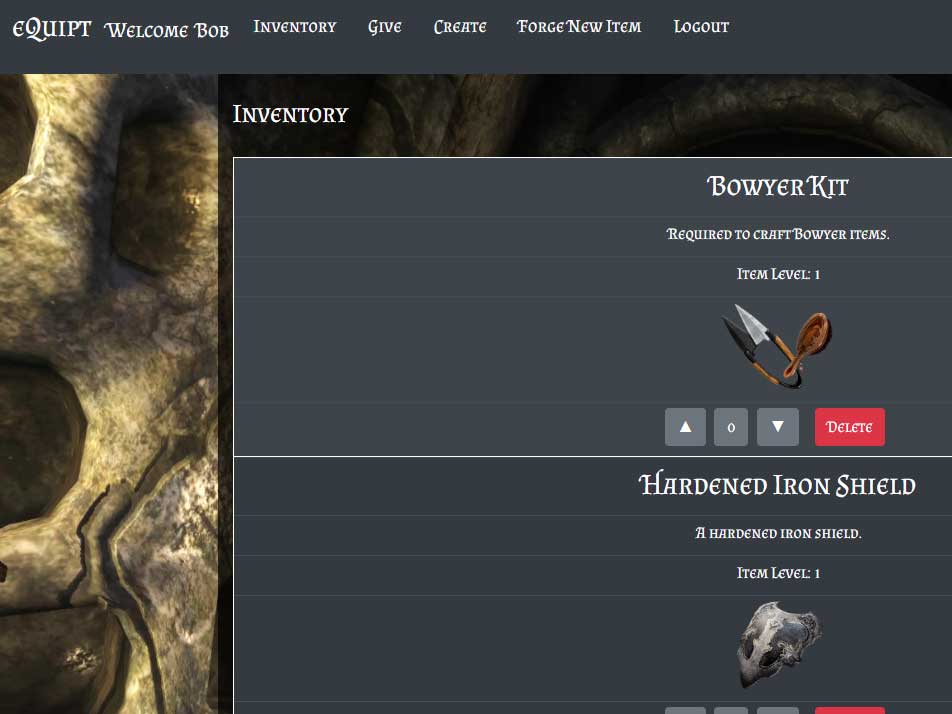 eQuipt Welcome Bob Inventory Give Create Forge New Item Logout
Inventory
Bowyer Kit
Required to craft Bowyer items.
Item Level: 1
▲ 0 ▼ Delete
Hardened Iron Shield
A hardened iron shield.
Item Level: 1